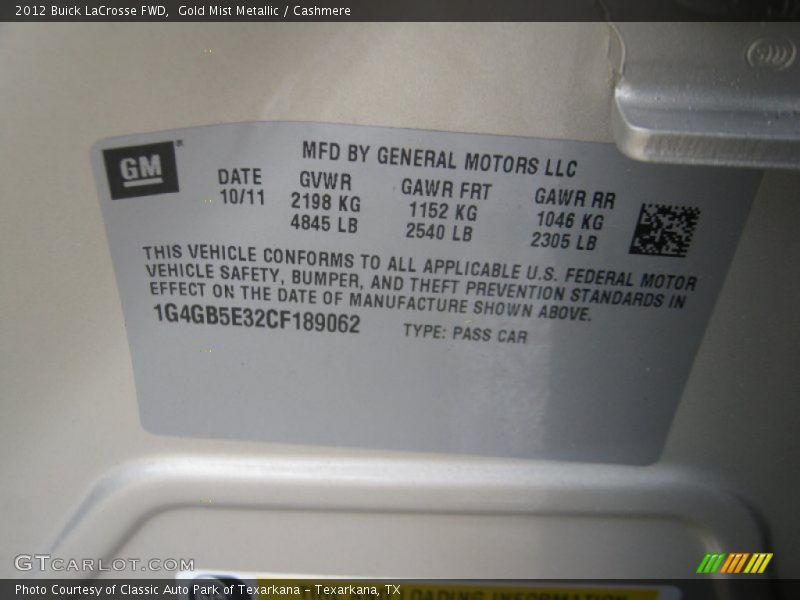 2012 Buick LaCrosse FWD,  Gold Mist Metallic / Cashmere
GM
MFD BY GENERAL MOTORS LLC
DATE GVWR GAWR FRT GAWR RR
10/11 2198 KG 1152 KG 1046 KG
4845 LB 2540 LB 2305 LB
THIS VEHICLE CONFORMS TO ALL APPLICABLE U.S. FEDERAL MOTOR
VEHICLE SAFETY, BUMPER, AND THEFT PREVENTION STANDARDS IN
EFFECT ON THE DATE OF MANUFACTURE SHOWN ABOVE.
1G4GB5E32CF189062 TYPE: PASS CAR
GTCARLOT.COM
LOADING INFORMATION
Photo Courtesy of Classic Auto Park of Texarkana - Texarkana, TX